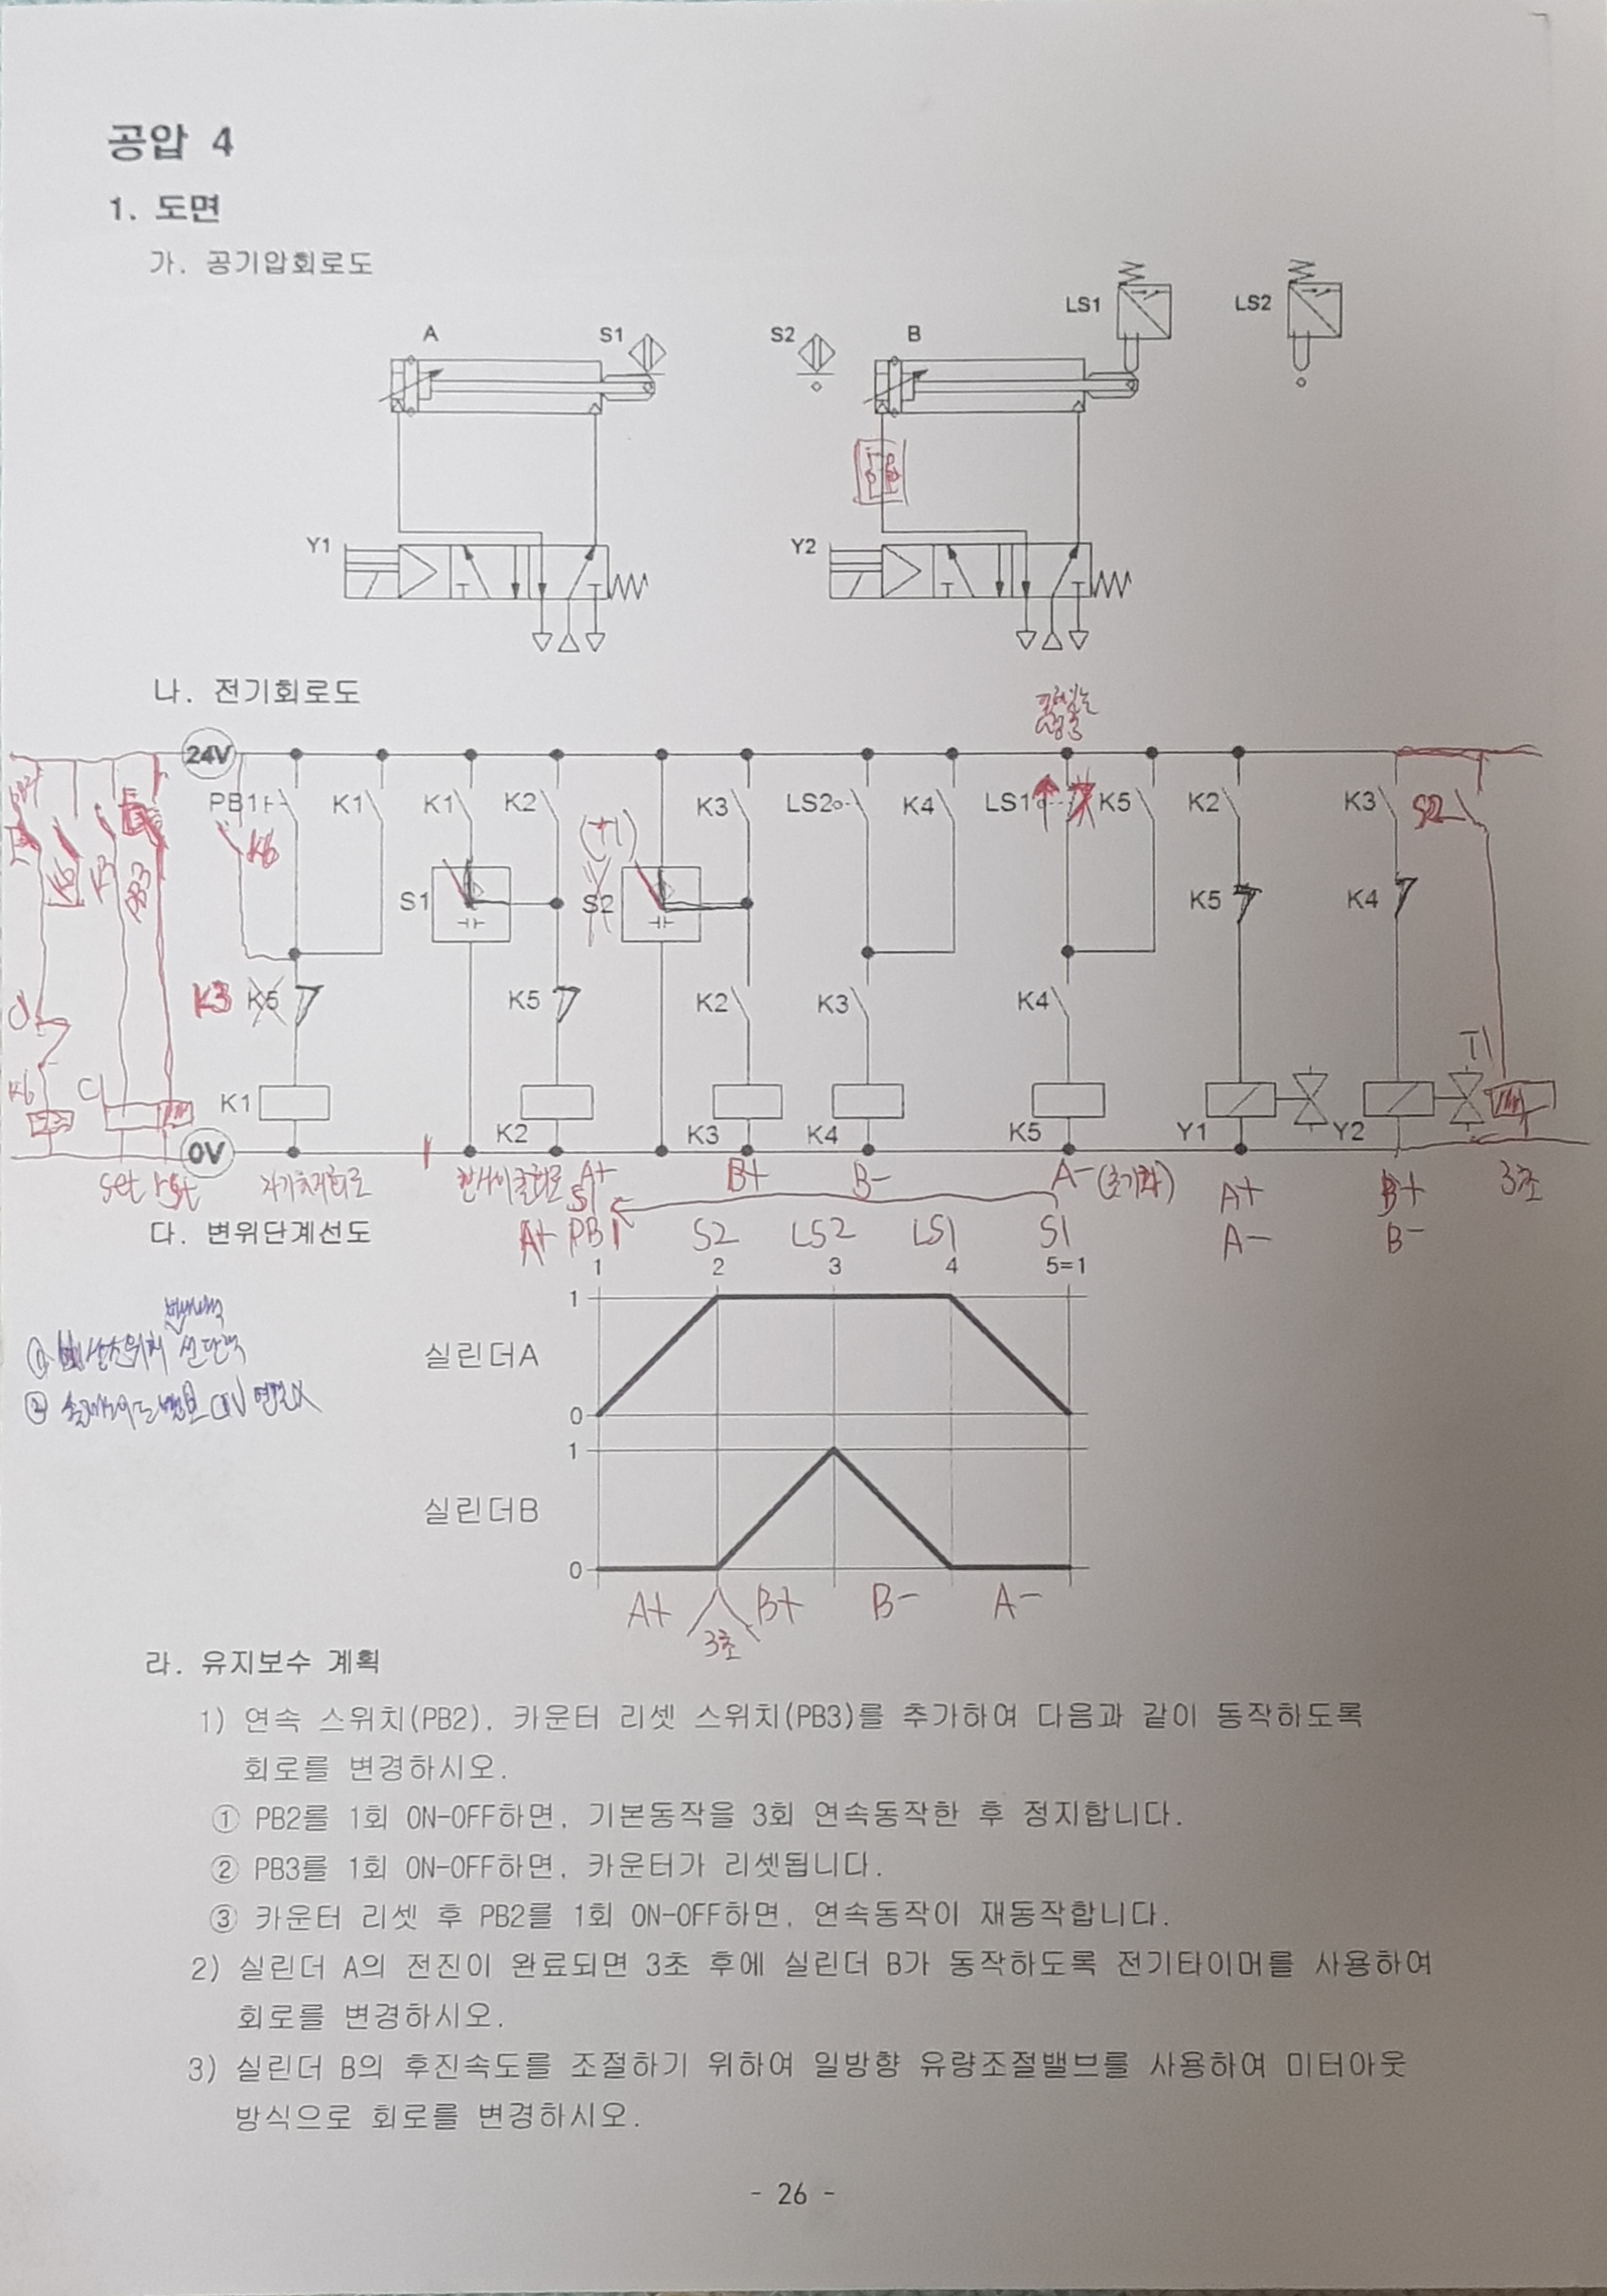 공압 4
1. 도면
가. 공기압회로도
A S1 S2 B LS1 LS2
Y1 Y2
나. 전기회로도
24V
PB1 K1 K1 K2 K3 LS2 K4 LS1 K5 K2 K3 S2
K6 K6 K3 PB3
S1 S2 K5 K4
K3 K5 K5 K2 K3 K4
T1
K6 C K1 K2 K3 K4 K5 Y1 Y2
0V
set rst 자기유지회로 한사이클회로 A+ B+ B- A- (초기화) A+ B+ 3초
S1
A- B-
다. 변위단계선도
A+ PB1 S2 LS2 LS1 S1
1 2 3 4 5=1
1
실린더A
0
1
실린더B
0
A+ B+ B- A-
3초
라. 유지보수 계획
1) 연속 스위치(PB2), 카운터 리셋 스위치(PB3)를 추가하여 다음과 같이 동작하도록
회로를 변경하시오.
① PB2를 1회 ON-OFF하면, 기본동작을 3회 연속동작한 후 정지합니다.
② PB3를 1회 ON-OFF하면, 카운터가 리셋됩니다.
③ 카운터 리셋 후 PB2를 1회 ON-OFF하면, 연속동작이 재동작합니다.
2) 실린더 A의 전진이 완료되면 3초 후에 실린더 B가 동작하도록 전기타이머를 사용하여
회로를 변경하시오.
3) 실린더 B의 후진속도를 조절하기 위하여 일방향 유량조절밸브를 사용하여 미터아웃
방식으로 회로를 변경하시오.
- 26 -